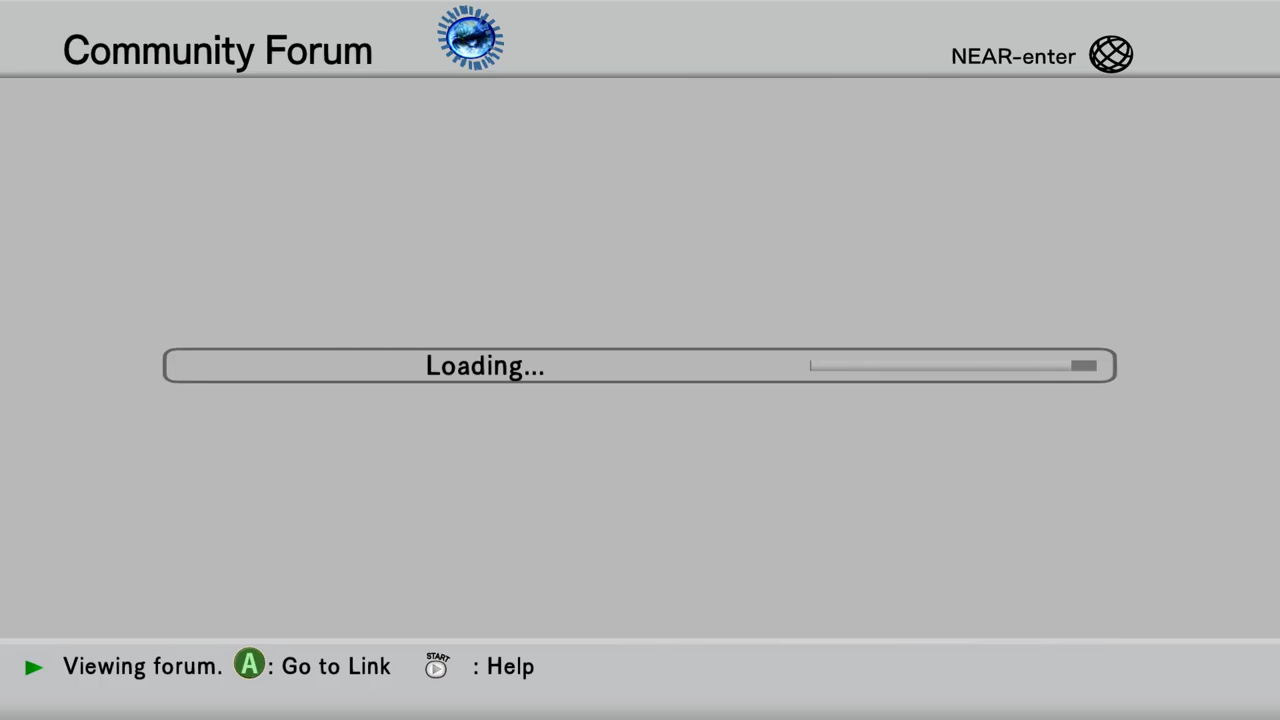 Community Forum
NEAR-enter
Loading...
Viewing forum. A : Go to Link START : Help